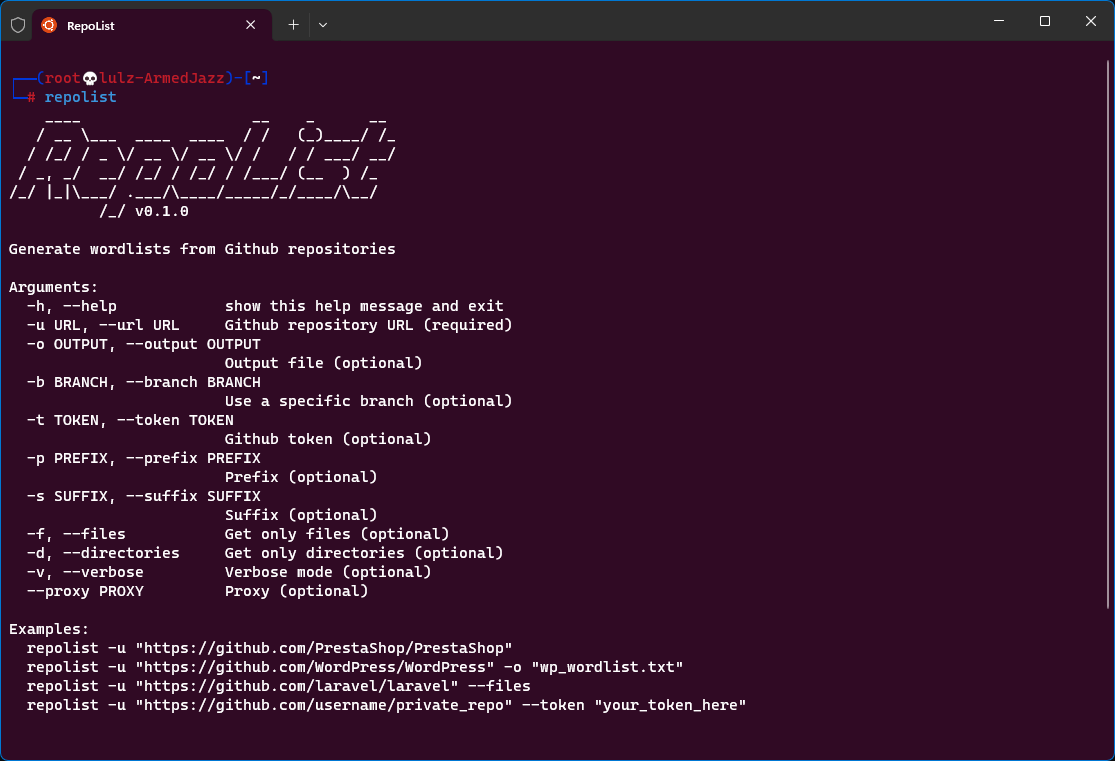 RepoList
┌──(root💀lulz-ArmedJazz)-[~]
└─# repolist
    ____                   __    _      __
   / __ \___  ____  ____  / /   (_)____/ /_
  / /_/ / _ \/ __ \/ __ \/ /   / / ___/ __/
 / _, _/  __/ /_/ / /_/ / /___/ (__  ) /_
/_/ |_|\___/ .___/\____/_____/_/____/\__/
          /_/ v0.1.0
Generate wordlists from Github repositories
Arguments:
  -h, --help            show this help message and exit
  -u URL, --url URL     Github repository URL (required)
  -o OUTPUT, --output OUTPUT
                        Output file (optional)
  -b BRANCH, --branch BRANCH
                        Use a specific branch (optional)
  -t TOKEN, --token TOKEN
                        Github token (optional)
  -p PREFIX, --prefix PREFIX
                        Prefix (optional)
  -s SUFFIX, --suffix SUFFIX
                        Suffix (optional)
  -f, --files           Get only files (optional)
  -d, --directories     Get only directories (optional)
  -v, --verbose         Verbose mode (optional)
  --proxy PROXY         Proxy (optional)
Examples:
  repolist -u "https://github.com/PrestaShop/PrestaShop"
  repolist -u "https://github.com/WordPress/WordPress" -o "wp_wordlist.txt"
  repolist -u "https://github.com/laravel/laravel" --files
  repolist -u "https://github.com/username/private_repo" --token "your_token_here"